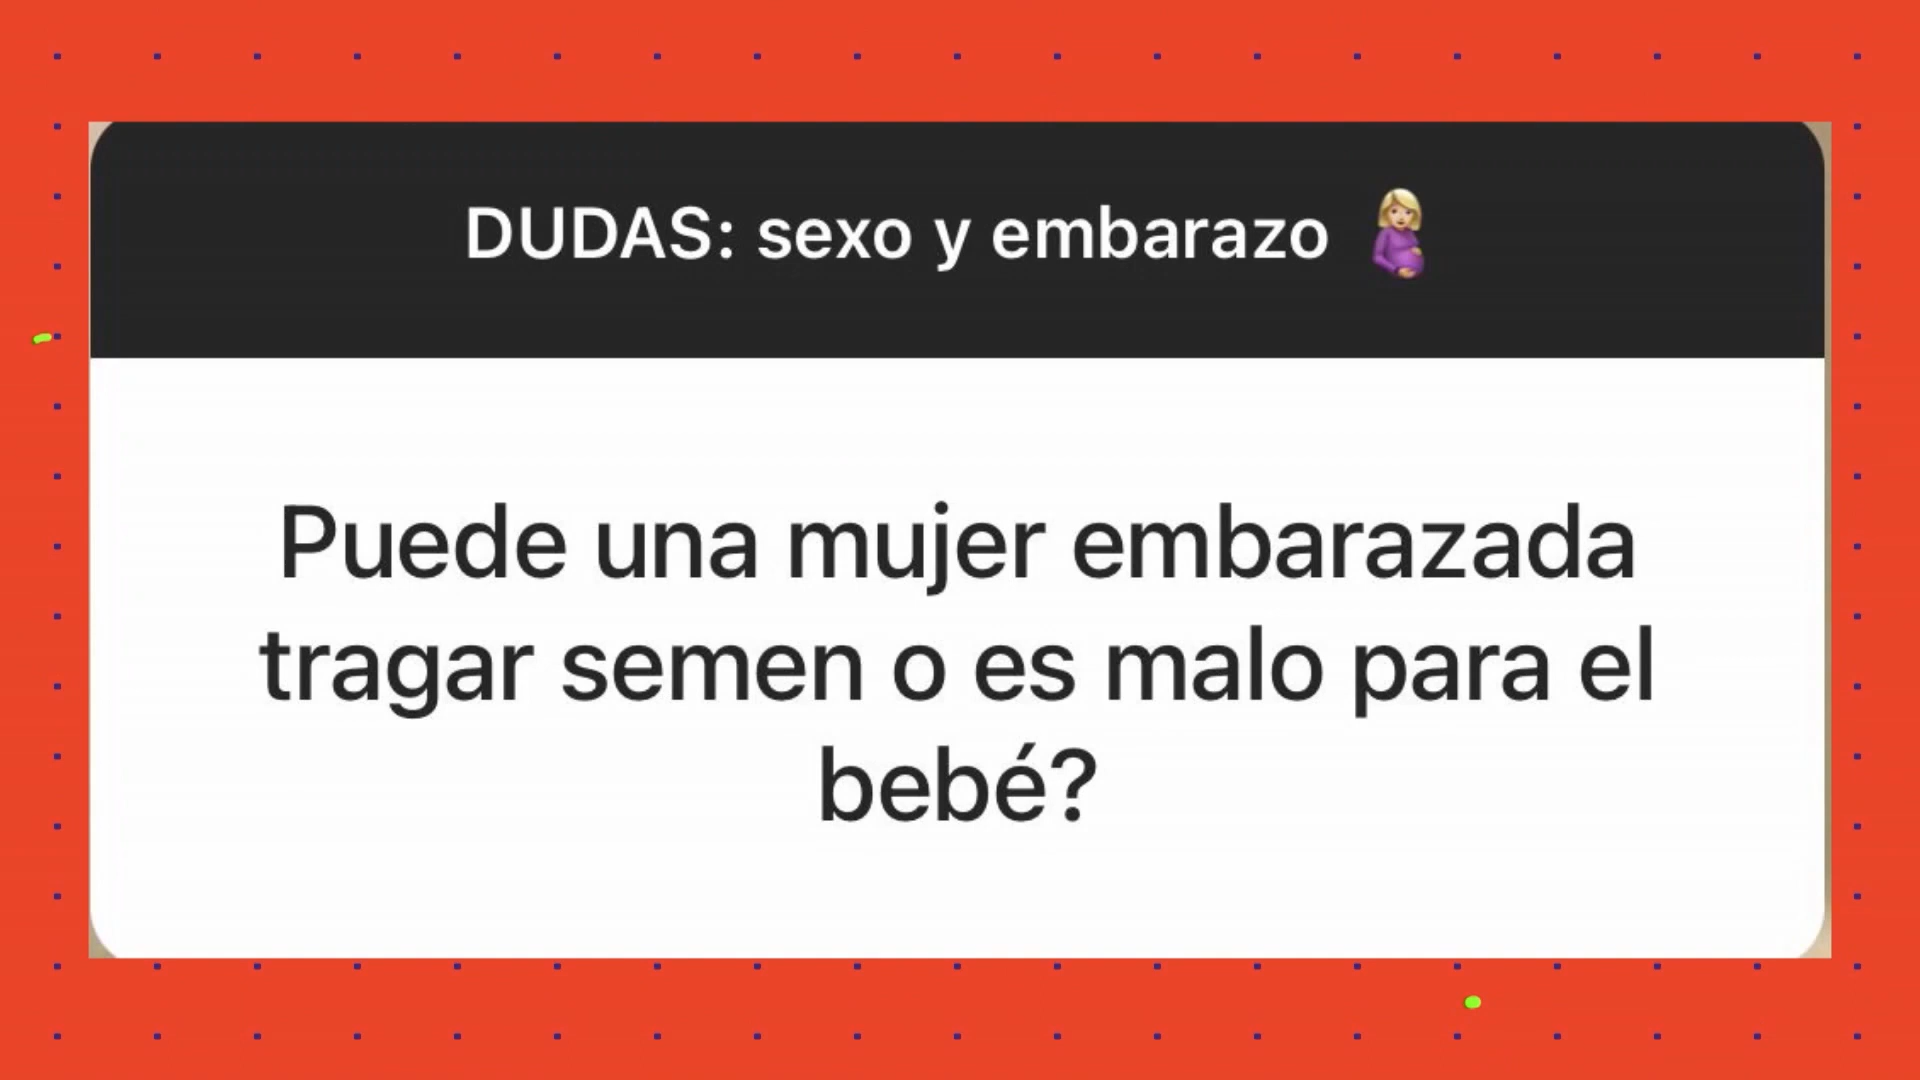 DUDAS: sexo y embarazo 🤰🏼
Puede una mujer embarazada
tragar semen o es malo para el
bebé?